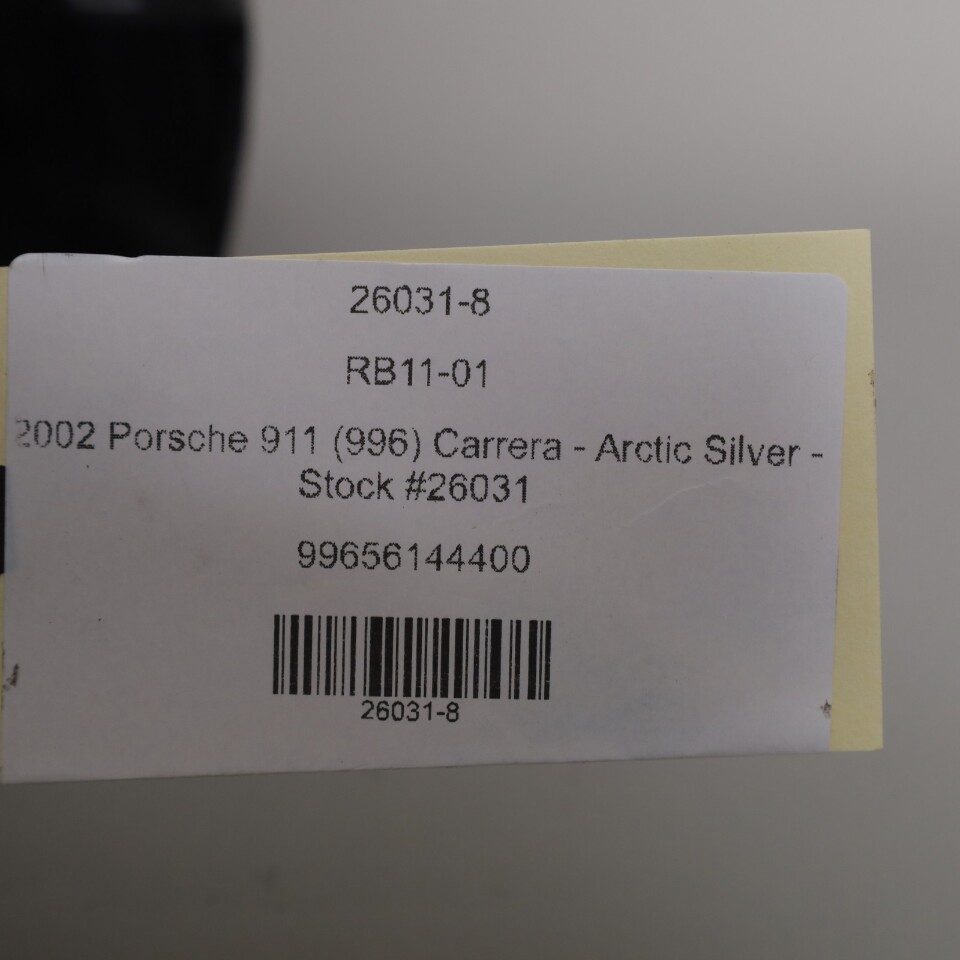 26031-8
RB11-01
2002 Porsche 911 (996) Carrera - Arctic Silver -
Stock #26031
99656144400
26031-8